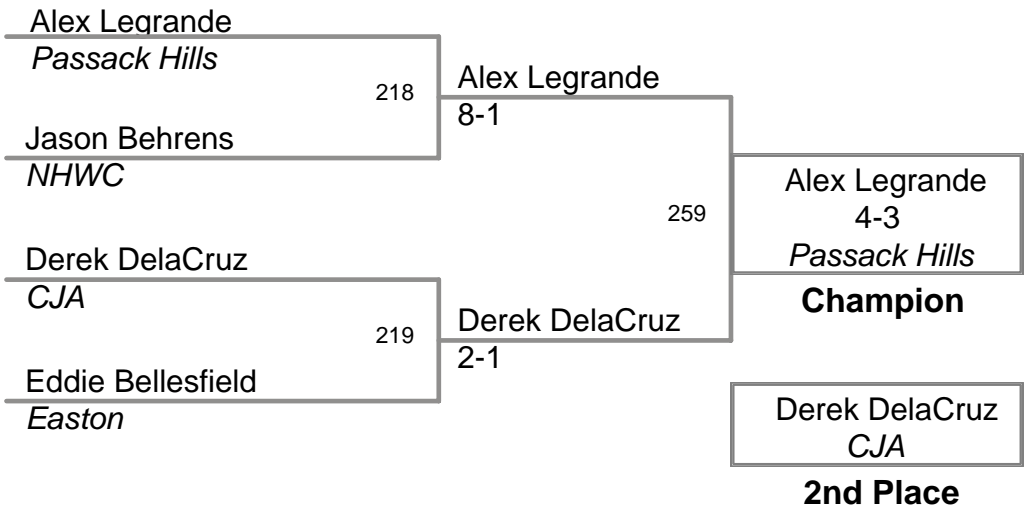 Alex Legrande
Passack Hills
218
Alex Legrande
8-1
Jason Behrens
NHWC
259
Alex Legrande
4-3
Passack Hills
Champion
Derek DelaCruz
CJA
219
Derek DelaCruz
2-1
Eddie Bellesfield
Easton
Derek DelaCruz
CJA
2nd Place